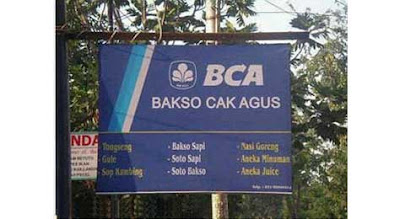 BCA
BAKSO CAK AGUS
- Tongseng - Bakso Sapi - Nasi Goreng
- Gule - Soto Sapi - Aneka Minuman
- Sop Kambing - Soto Bakso - Aneka Juice
NDA